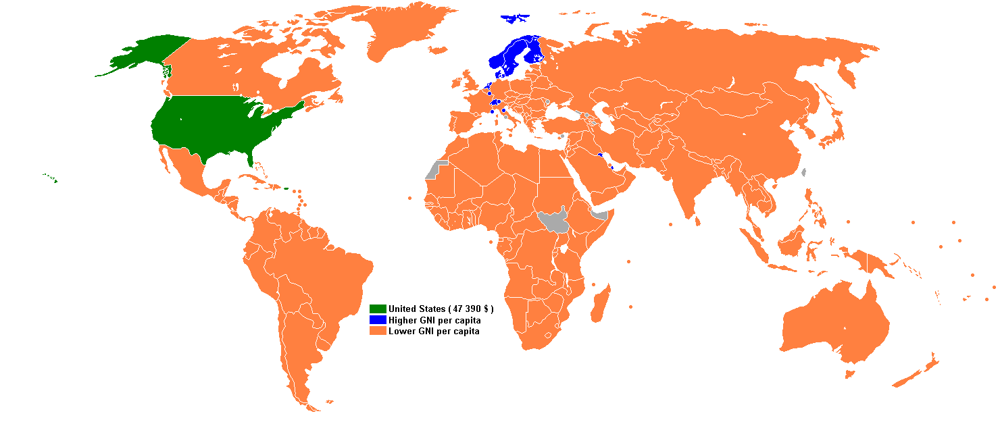 United States ( 47 390 $ )
Higher GNI per capita
Lower GNI per capita